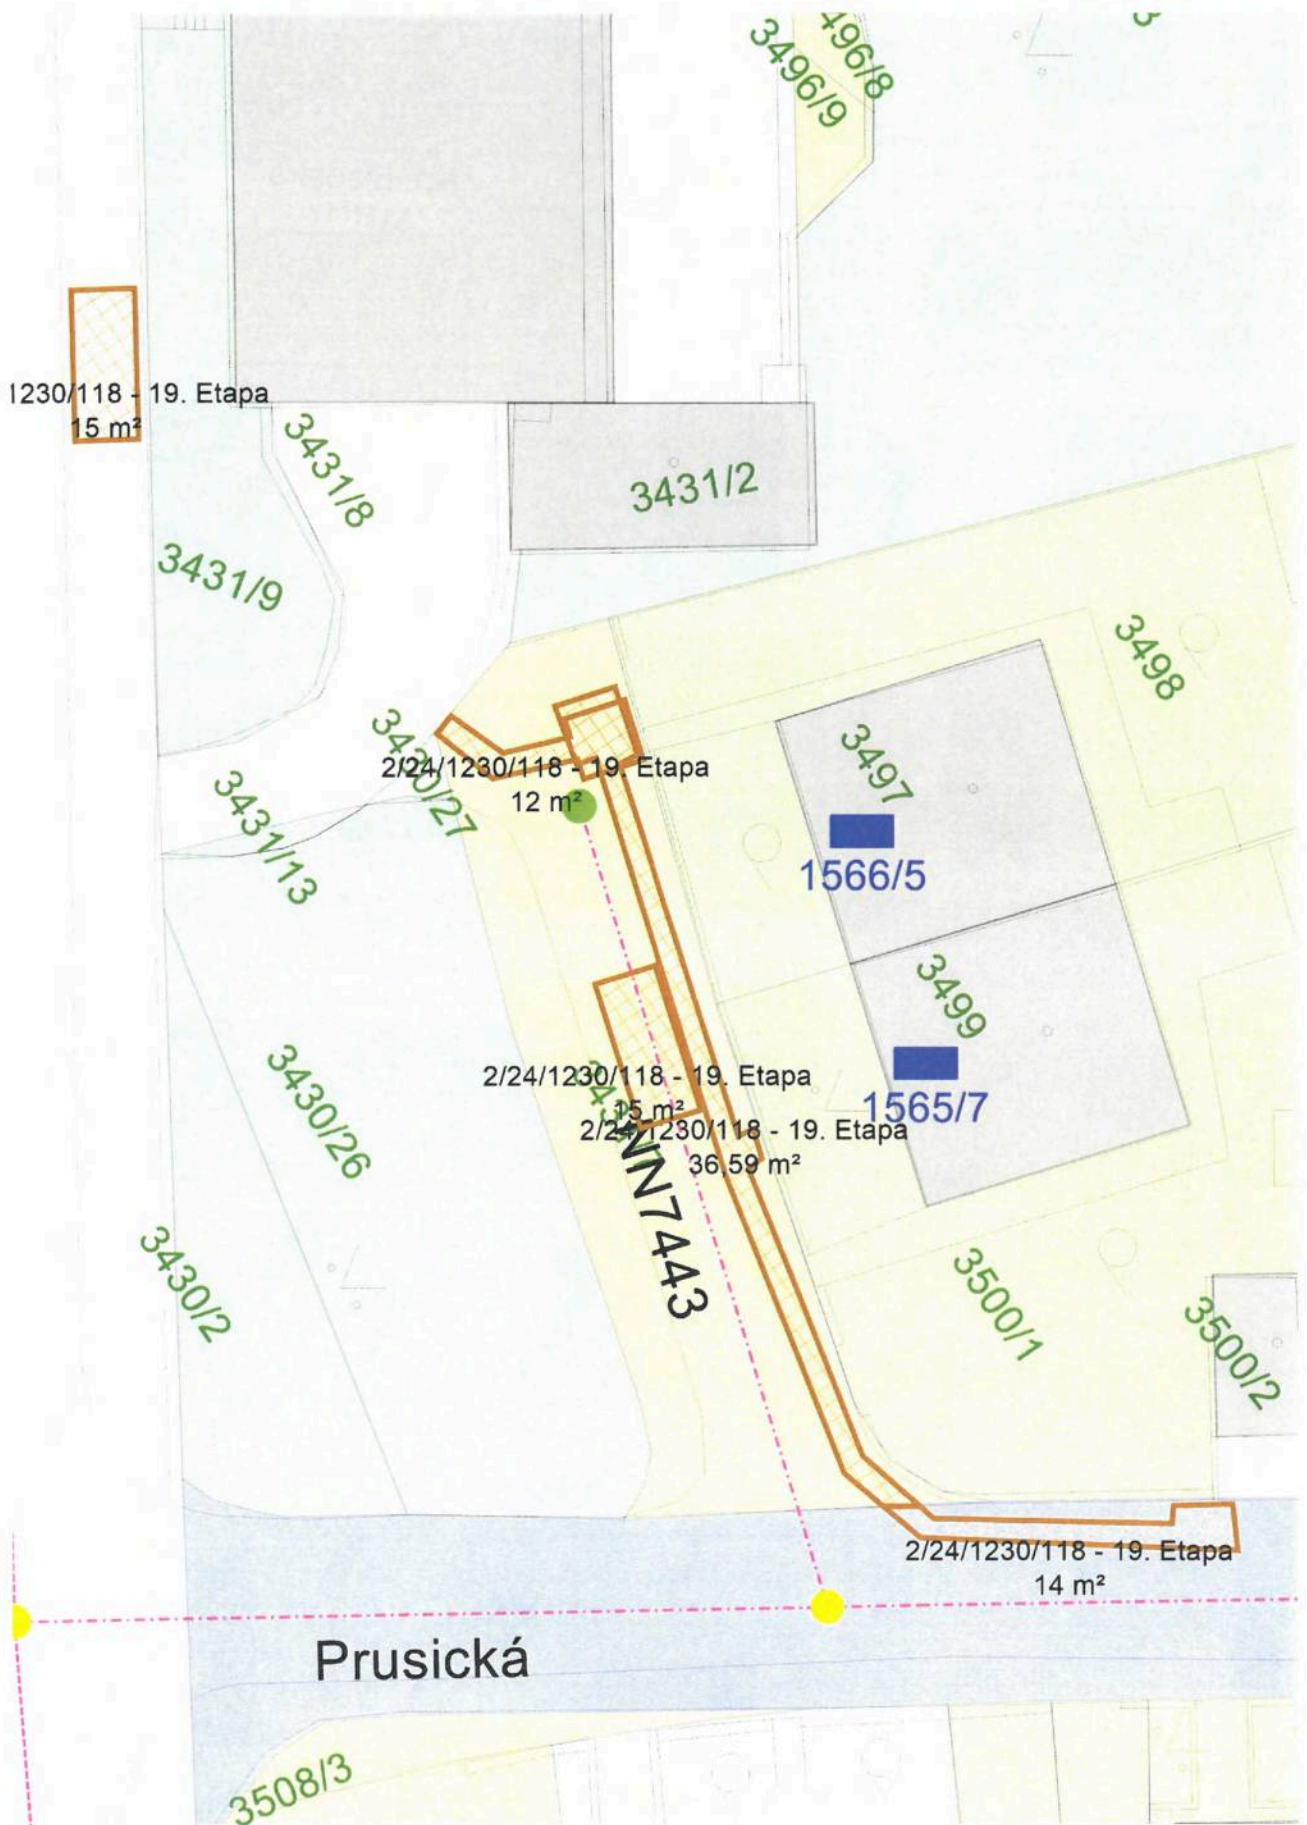 496/8
3496/9
1230/118 - 19. Etapa
15 m²
3431/8
3431/2
3431/9
3498
3430/27
3497
2/24/1230/118 - 19. Etapa
12 m²
3431/13
1566/5
3499
3430/26
2/24/1230/118 - 19. Etapa
15 m²
1565/7
2/24/1230/118 - 19. Etapa
36,59 m²
NN7443
3430/2
3500/1
3500/2
2/24/1230/118 - 19. Etapa
14 m²
Prusická
3508/3